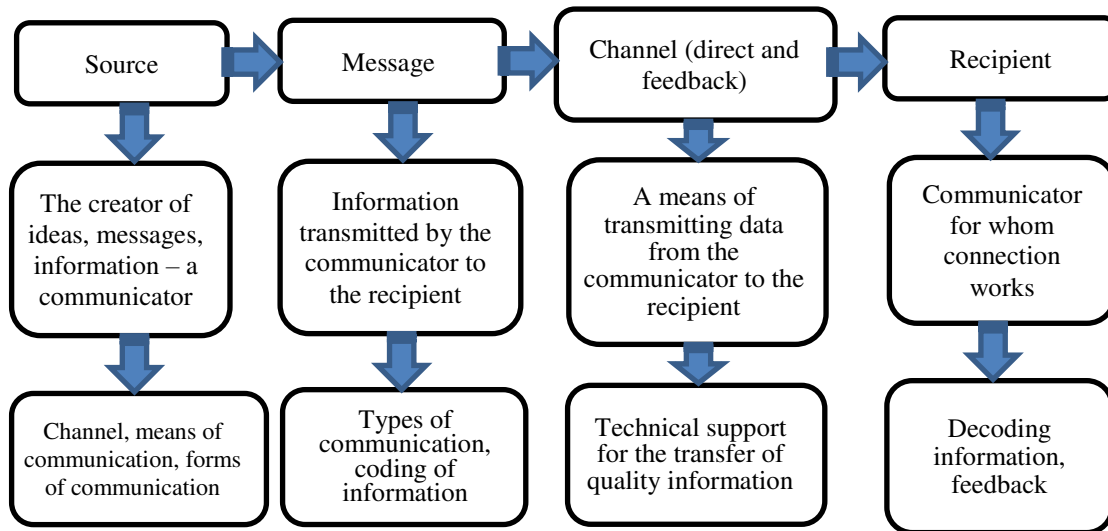 Source
Message
Channel (direct and
feedback)
Recipient
The creator of
ideas, messages,
information – a
communicator
Information
transmitted by the
communicator to
the recipient
A means of
transmitting data
from the
communicator to the
recipient
Communicator
for whom
connection
works
Channel, means of
communication, forms
of communication
Types of
communication,
coding of
information
Technical support
for the transfer of
quality information
Decoding
information,
feedback